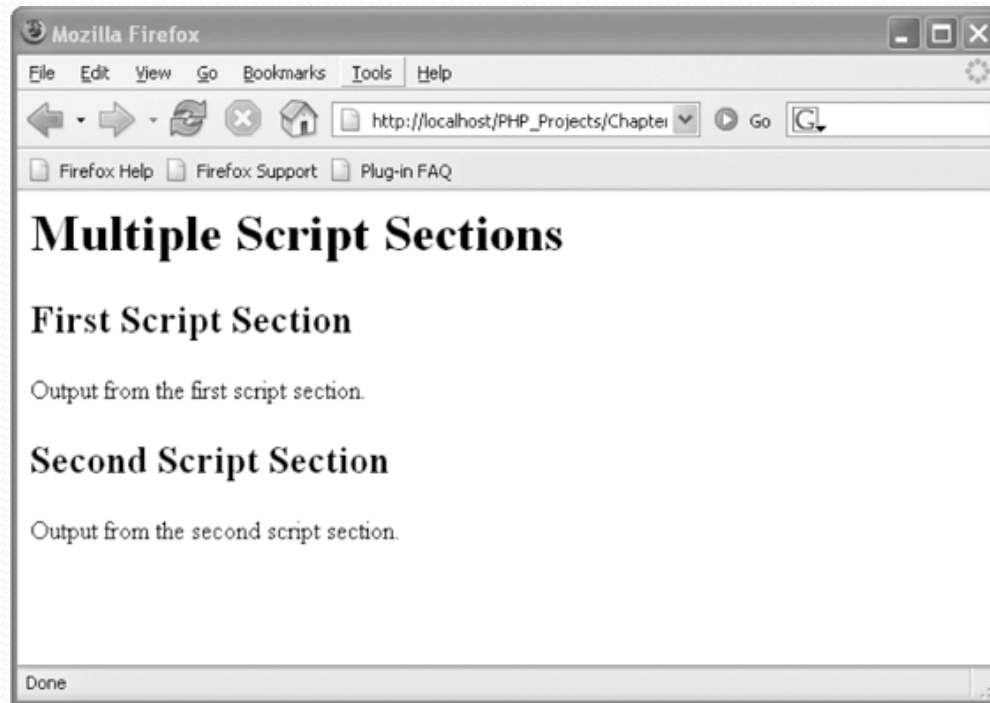 Mozilla Firefox
File Edit View Go Bookmarks Tools Help
http://localhost/PHP_Projects/Chapter Go G
Firefox Help Firefox Support Plug-in FAQ
Multiple Script Sections
First Script Section
Output from the first script section.
Second Script Section
Output from the second script section.
Done